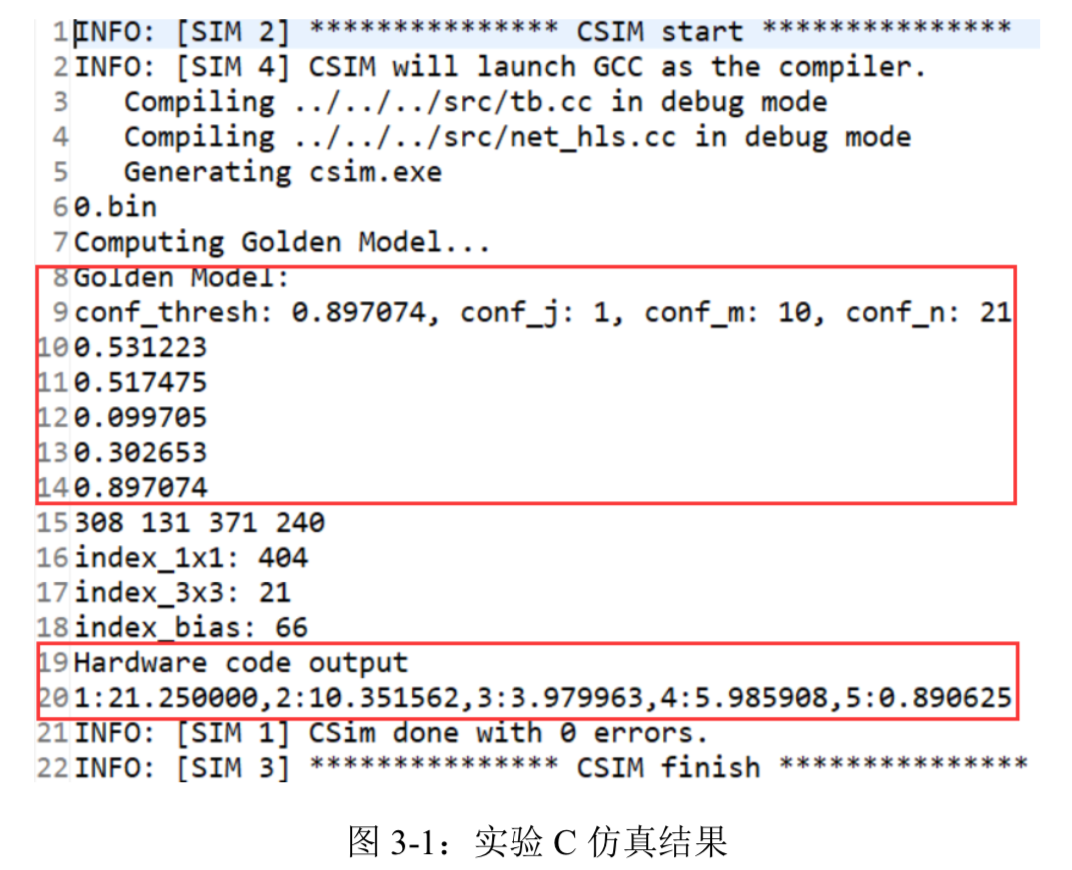 1 INFO: [SIM 2] *************** CSIM start ***************
2 INFO: [SIM 4] CSIM will launch GCC as the compiler.
3    Compiling ../../../src/tb.cc in debug mode
4    Compiling ../../../src/net_hls.cc in debug mode
5    Generating csim.exe
6 0.bin
7 Computing Golden Model...
8 Golden Model:
9 conf_thresh: 0.897074, conf_j: 1, conf_m: 10, conf_n: 21
10 0.531223
11 0.517475
12 0.099705
13 0.302653
14 0.897074
15 308 131 371 240
16 index_1x1: 404
17 index_3x3: 21
18 index_bias: 66
19 Hardware code output
20 1:21.250000,2:10.351562,3:3.979963,4:5.985908,5:0.890625
21 INFO: [SIM 1] CSim done with 0 errors.
22 INFO: [SIM 3] *************** CSIM finish ***************
图 3-1：实验 C 仿真结果